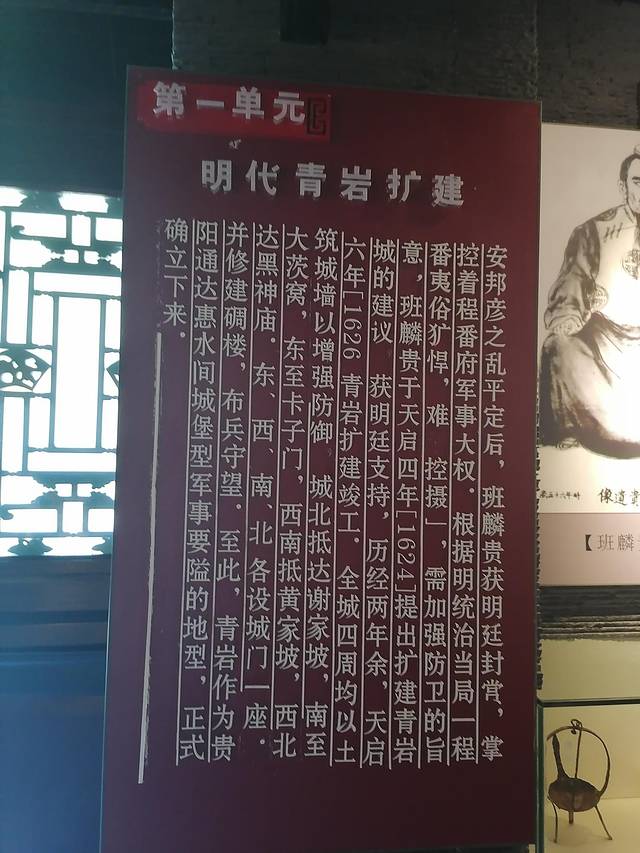 第一单元
明代青岩扩建
安邦彦之乱平定后，班麟贵获明廷封赏，掌
控着程番府军事大权．根据明统治当局一程
番夷俗犷悍，难 控摄」，需加强防卫的旨
意，班麟贵于天启四年[1624]提出扩建青岩
城的建议 获明廷支持，历经两年余，天启
六年[1626 青岩扩建竣工．全城四周均以土
筑城墙以增强防御 城北抵达谢家坡，南至
大茨窝，东至卡子门，西南抵黄家坡，西北
达黑神庙．东、西、南、北 各设城门一座．
并修建碉楼，布兵守望．至此，青岩作为贵
阳通达惠水间城堡型军事要隘的地型，正式
确立下来．
像道貴
【班麟